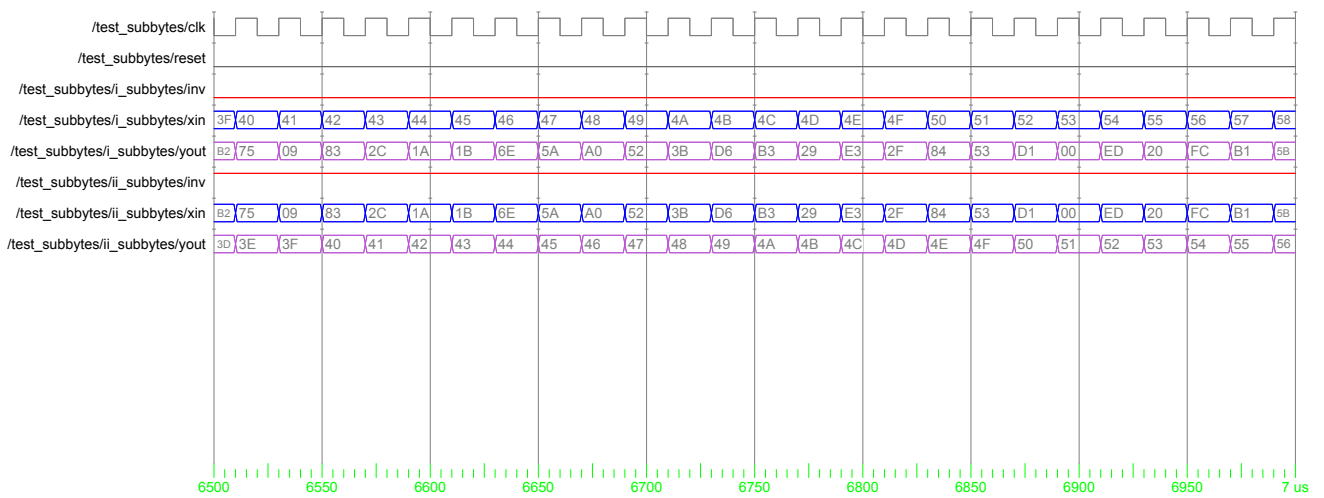 /test_subbytes/clk
/test_subbytes/reset
/test_subbytes/i_subbytes/inv
/test_subbytes/i_subbytes/xin 3F 40 41 42 43 44 45 46 47 48 49 4A 4B 4C 4D 4E 4F 50 51 52 53 54 55 56 57 58
/test_subbytes/i_subbytes/yout B2 75 09 83 2C 1A 1B 6E 5A A0 52 3B D6 B3 29 E3 2F 84 53 D1 00 ED 20 FC B1 5B
/test_subbytes/ii_subbytes/inv
/test_subbytes/ii_subbytes/xin B2 75 09 83 2C 1A 1B 6E 5A A0 52 3B D6 B3 29 E3 2F 84 53 D1 00 ED 20 FC B1 5B
/test_subbytes/ii_subbytes/yout 3D 3E 3F 40 41 42 43 44 45 46 47 48 49 4A 4B 4C 4D 4E 4F 50 51 52 53 54 55 56
6500 6550 6600 6650 6700 6750 6800 6850 6900 6950 7 us